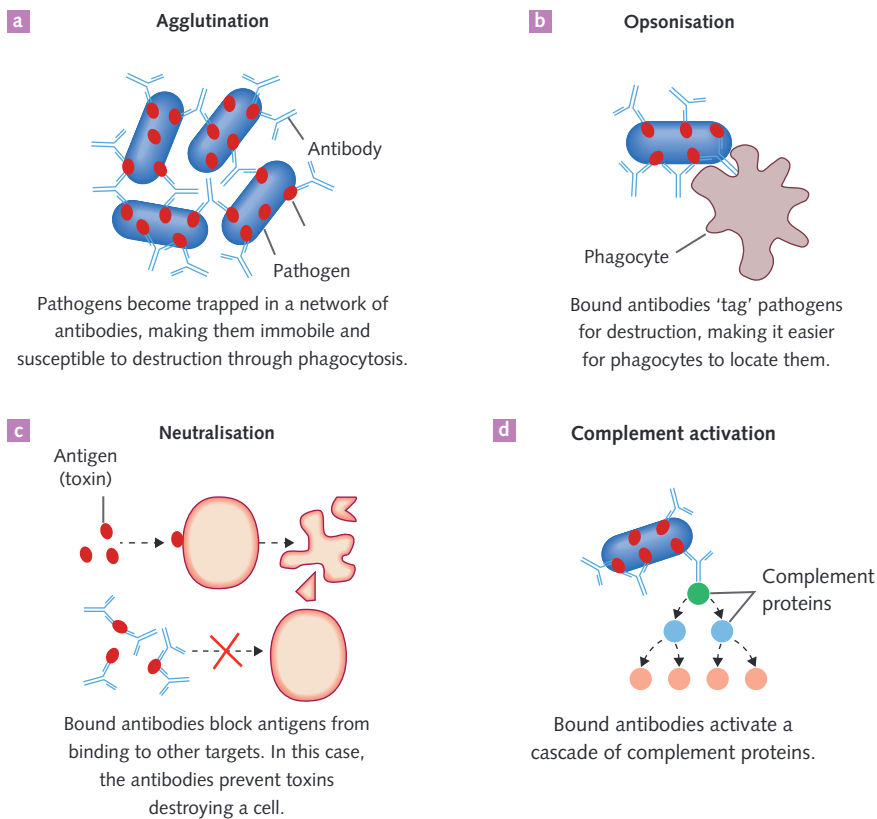 a
Agglutination
Antibody
Pathogen
Pathogens become trapped in a network of
antibodies, making them immobile and
susceptible to destruction through phagocytosis.
b
Opsonisation
Phagocyte
Bound antibodies ‘tag’ pathogens
for destruction, making it easier
for phagocytes to locate them.
c
Neutralisation
Antigen
(toxin)
Bound antibodies block antigens from
binding to other targets. In this case,
the antibodies prevent toxins
destroying a cell.
d
Complement activation
Complement
proteins
Bound antibodies activate a
cascade of complement proteins.